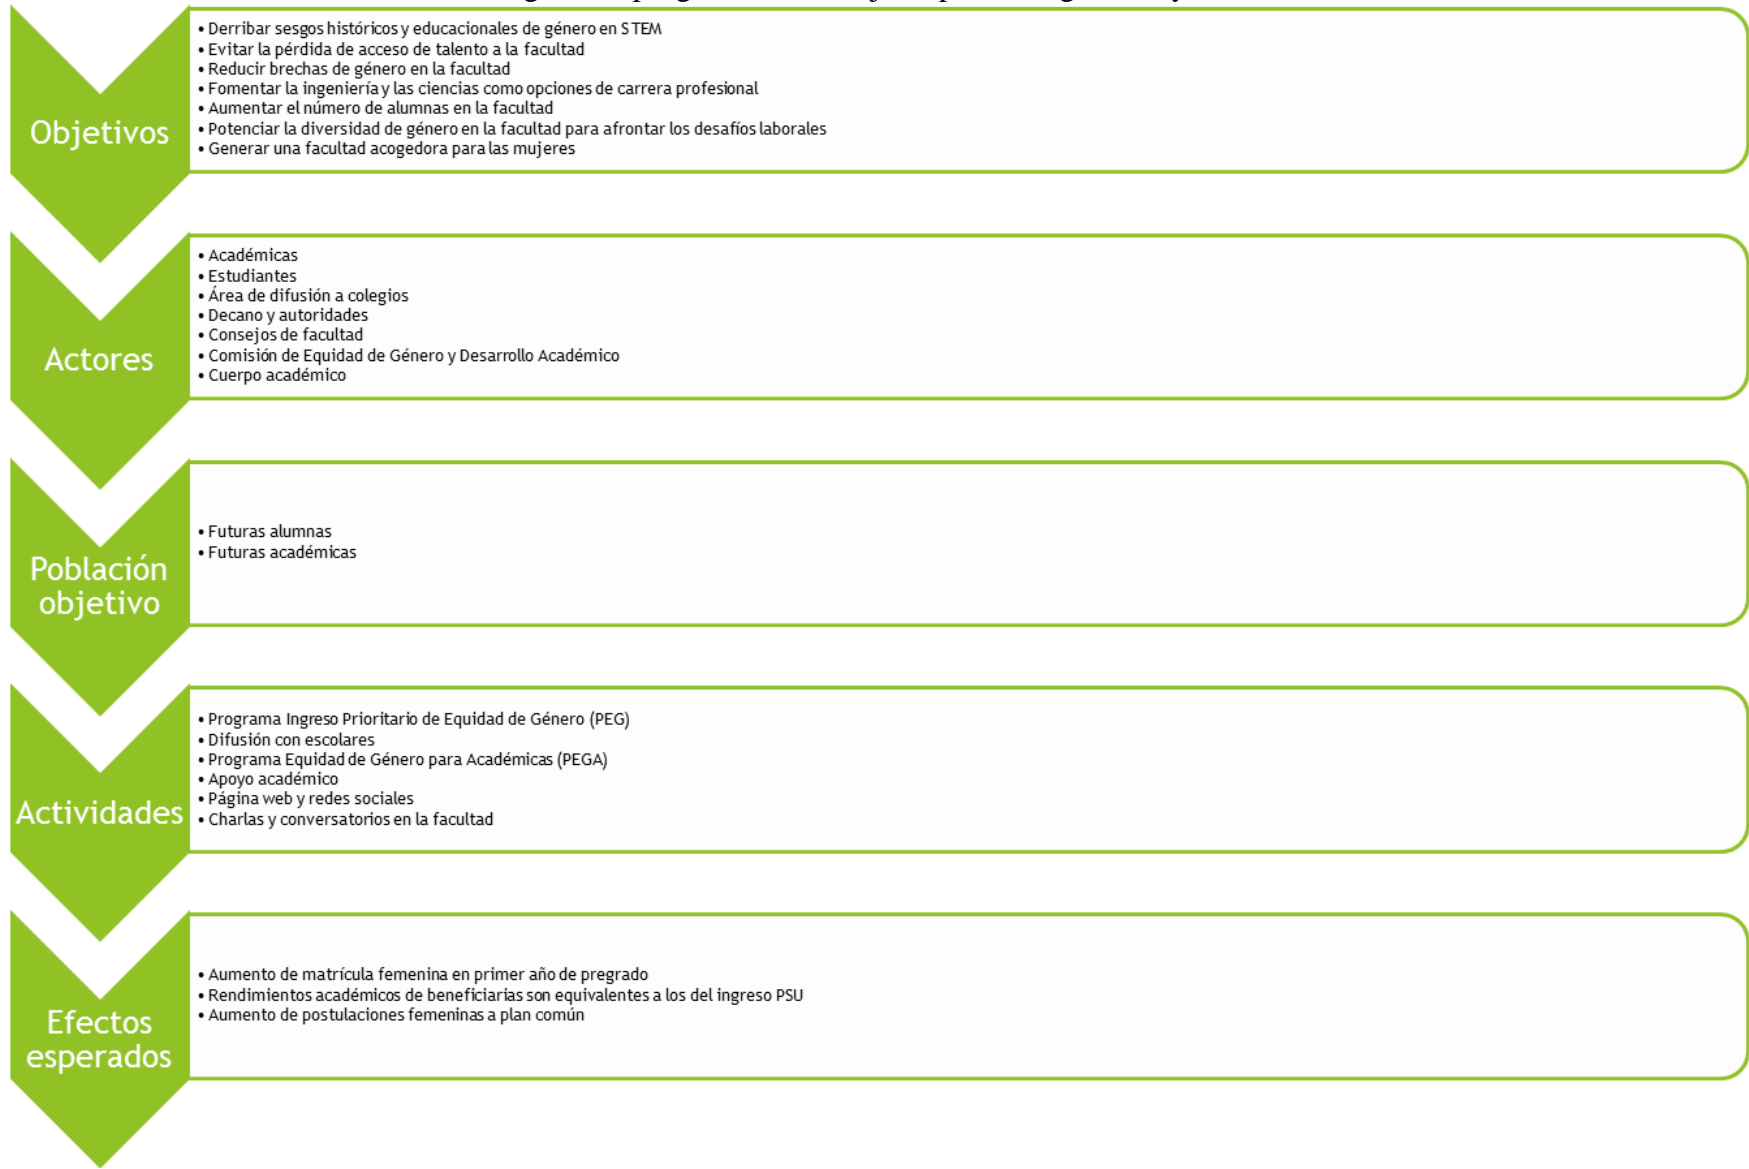 Objetivos
• Derribar sesgos históricos y educacionales de género en STEM
• Evitar la pérdida de acceso de talento a la facultad
• Reducir brechas de género en la facultad
• Fomentar la ingeniería y las ciencias como opciones de carrera profesional
• Aumentar el número de alumnas en la facultad
• Potenciar la diversidad de género en la facultad para afrontar los desafíos laborales
• Generar una facultad acogedora para las mujeres
Actores
• Académicas
• Estudiantes
• Área de difusión a colegios
• Decano y autoridades
• Consejos de facultad
• Comisión de Equidad de Género y Desarrollo Académico
• Cuerpo académico
Población
objetivo
• Futuras alumnas
• Futuras académicas
Actividades
• Programa Ingreso Prioritario de Equidad de Género (PEG)
• Difusión con escolares
• Programa Equidad de Género para Académicas (PEGA)
• Apoyo académico
• Página web y redes sociales
• Charlas y conversatorios en la facultad
Efectos
esperados
• Aumento de matrícula femenina en primer año de pregrado
• Rendimientos académicos de beneficiarias son equivalentes a los del ingreso PSU
• Aumento de postulaciones femeninas a plan común